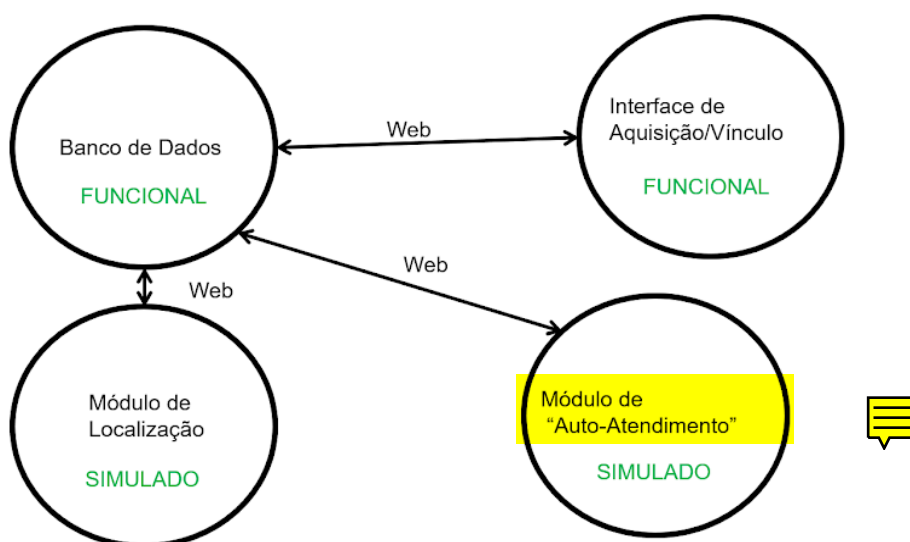 Banco de Dados
FUNCIONAL
Web
Interface de
Aquisição/Vínculo
FUNCIONAL
Web
Web
Módulo de
Localização
SIMULADO
Módulo de
“Auto-Atendimento”
SIMULADO